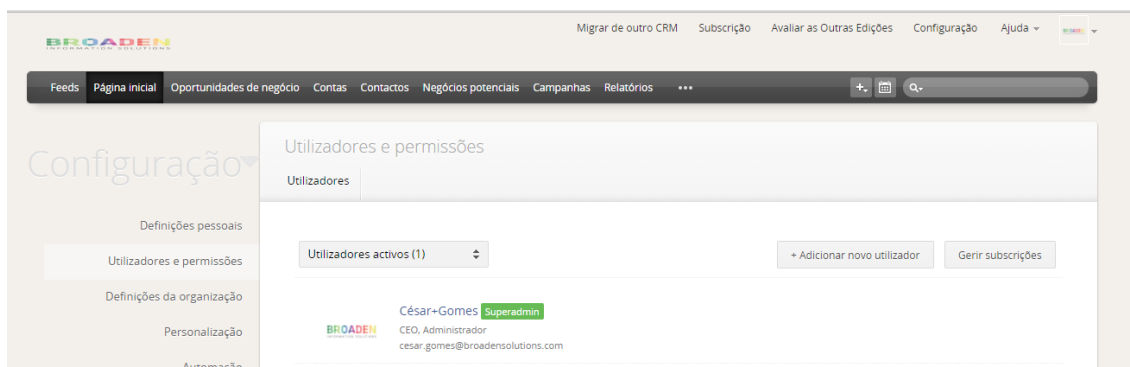 Migrar de outro CRM Subscrição Avaliar as Outras Edições Configuração Ajuda
BROADEN
INFORMATION SOLUTIONS
Feeds Página inicial Oportunidades de negócio Contas Contactos Negócios potenciais Campanhas Relatórios •••
Configuração
Utilizadores e permissões
Utilizadores
Definições pessoais
Utilizadores e permissões
Definições da organização
Personalização
Automação
Utilizadores activos (1)
+ Adicionar novo utilizador Gerir subscrições
César+Gomes Superadmin
BROADEN
CEO, Administrador
cesar.gomes@broadensolutions.com